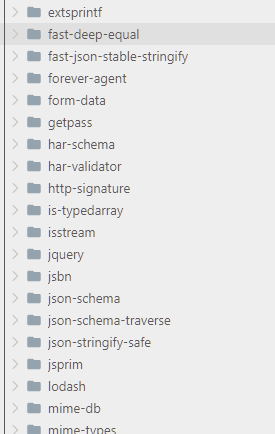 extsprintf
fast-deep-equal
fast-json-stable-stringify
forever-agent
form-data
getpass
har-schema
har-validator
http-signature
is-typedarray
isstream
jquery
jsbn
json-schema
json-schema-traverse
json-stringify-safe
jsprim
lodash
mime-db
mime-types